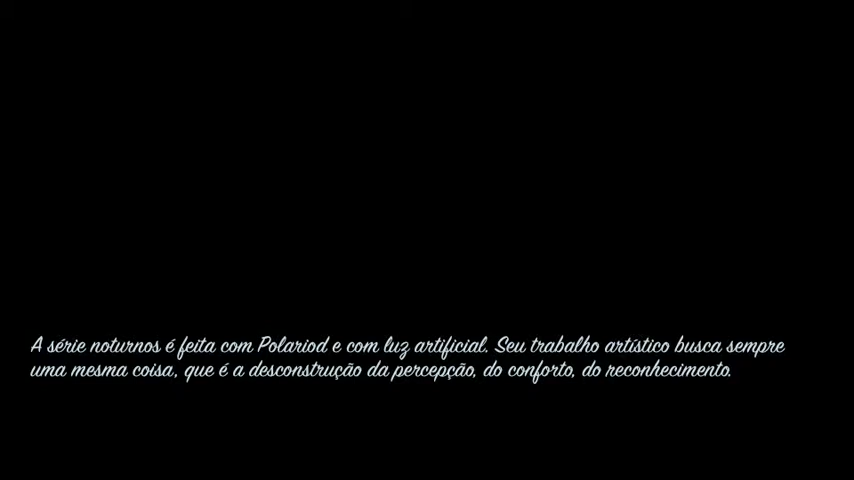 A série noturnos é feita com Polariod e com luz artificial. Seu trabalho artístico busca sempre
uma mesma coisa, que é a desconstrução da percepção, do conforto, do reconhecimento.